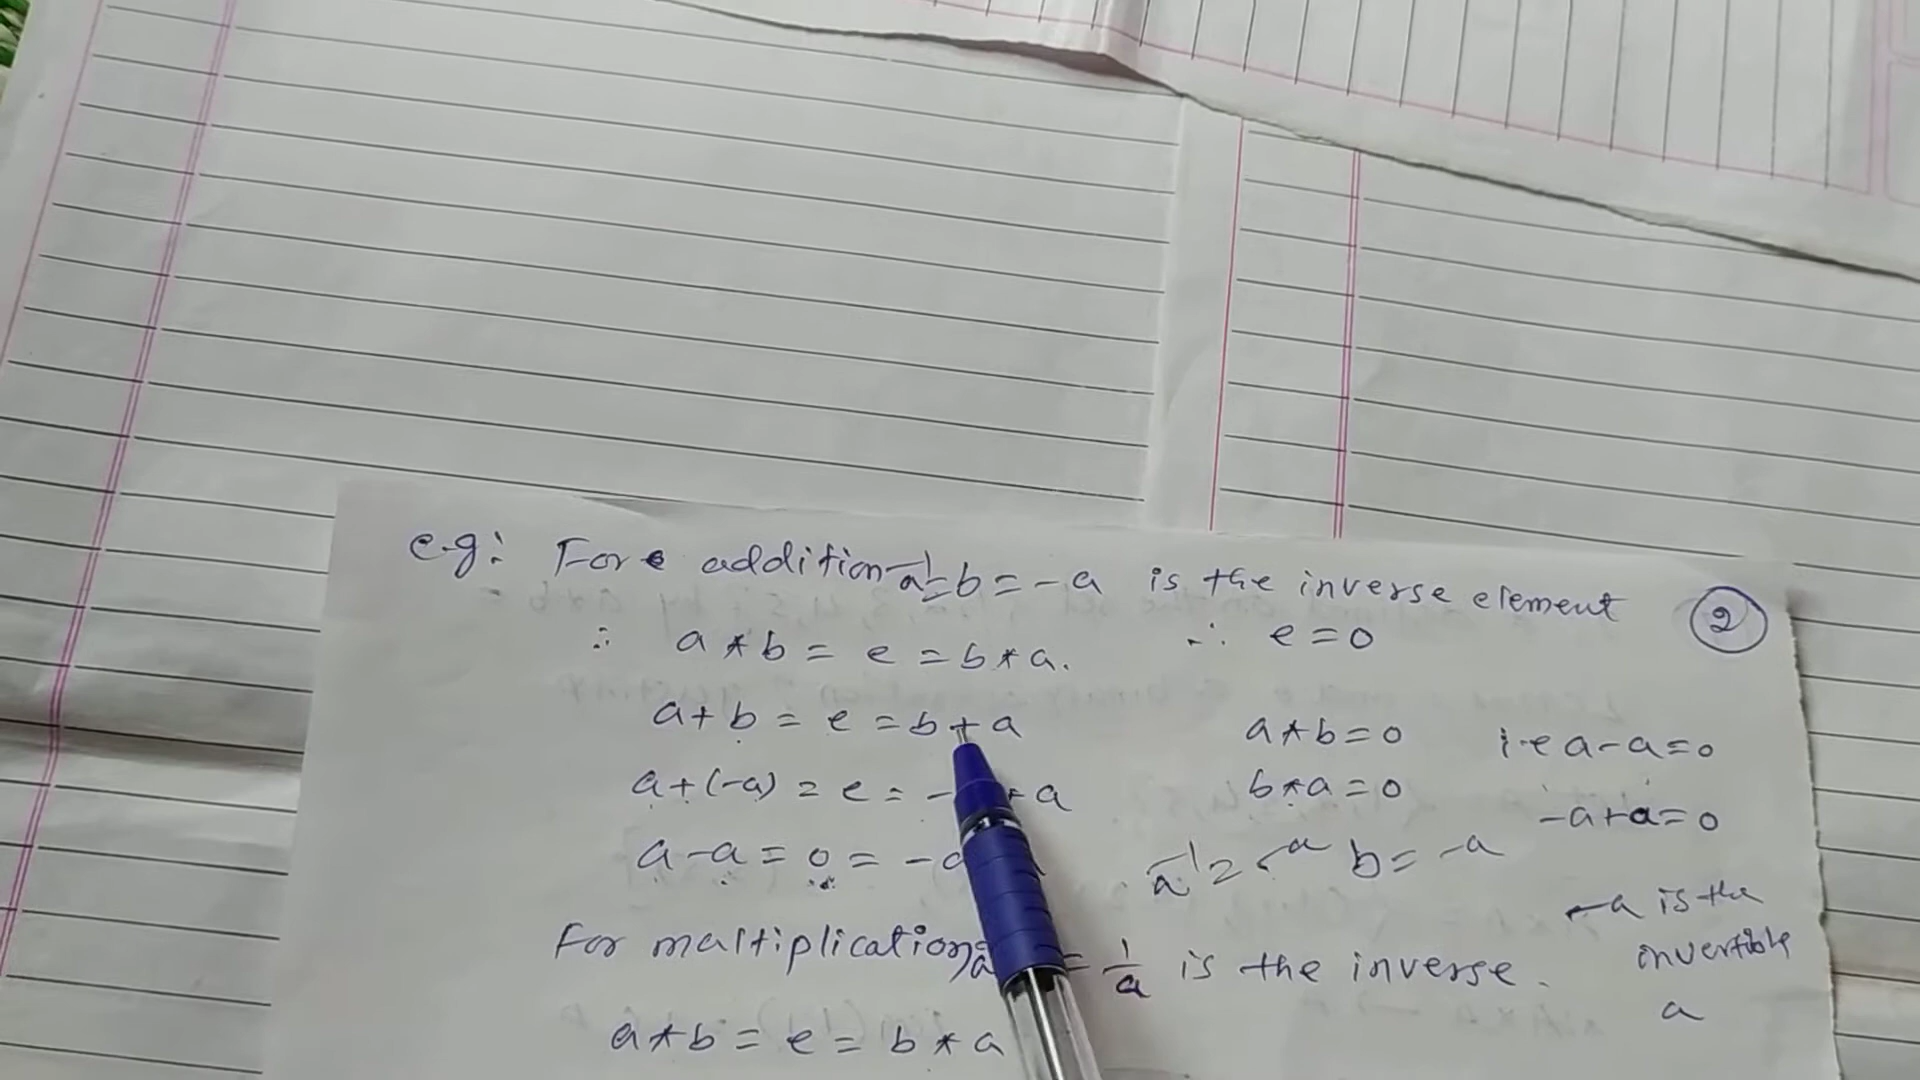 e.g: For addition a⁻¹=b=-a is the inverse element
②
∴ a*b=e=b*a. ∴ e=0
a+b=e=b+a
a*b=0 i.e a-a=0
a+(-a)=e=- +a
b*a=0
-a+a=0
a-a=0=-a
a⁻¹=-a b=-a
-a is the
invertible
a
For maltiplication, a = 1/a is the inverse.
a*b=e=b*a